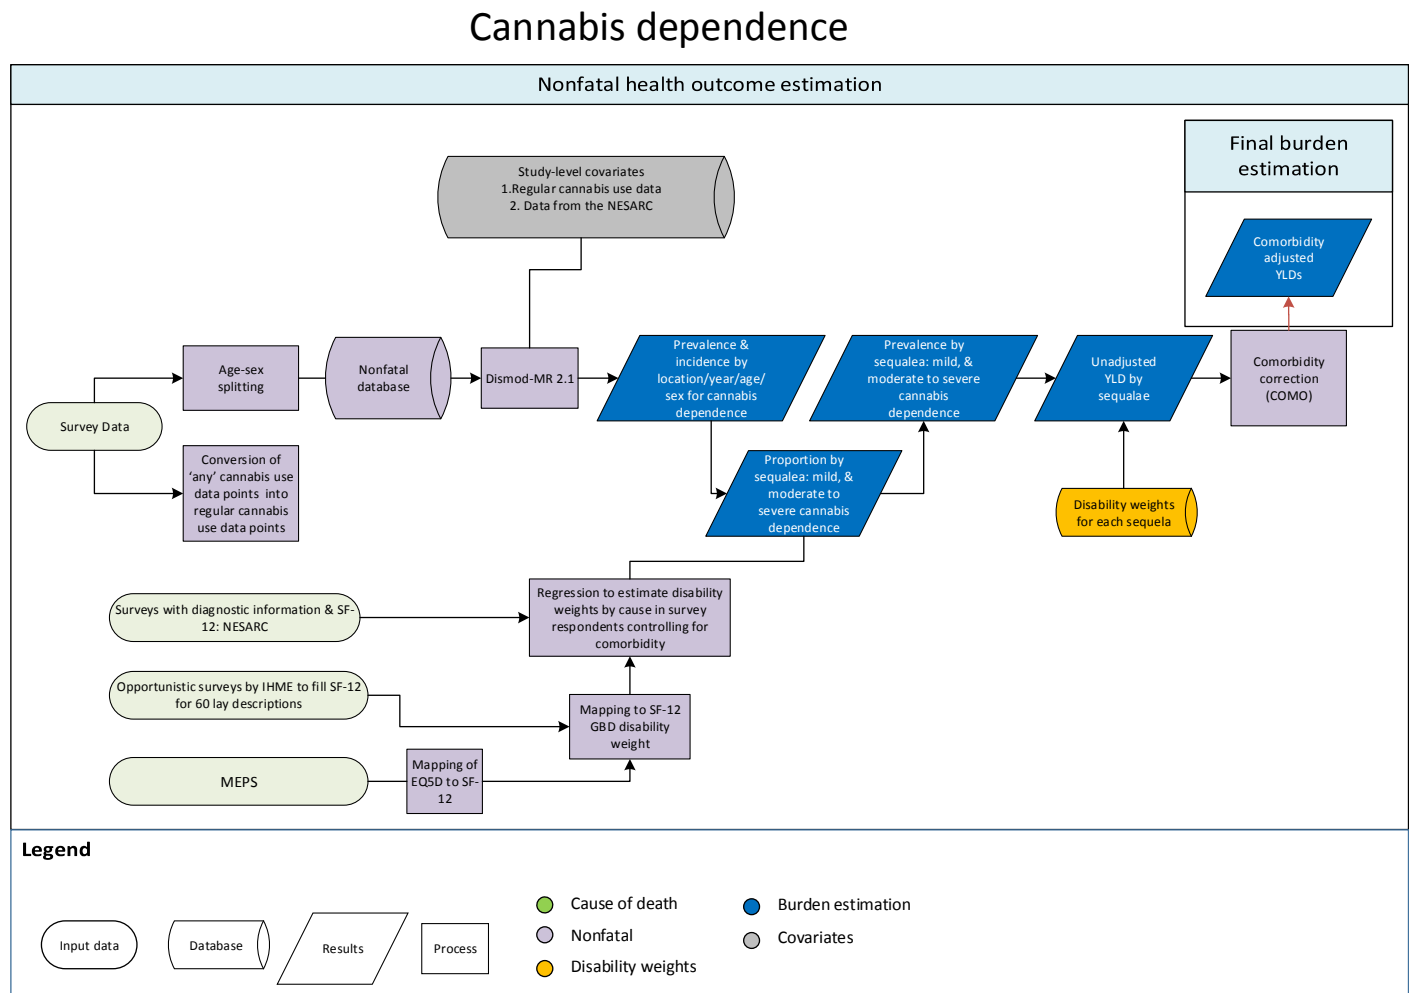 Cannabis dependence
Nonfatal health outcome estimation
Final burden
estimation
Study-level covariates
1.Regular cannabis use data
2. Data from the NESARC
Comorbidity
adjusted
YLDs
Survey Data
Age-sex
splitting
Nonfatal
database
Dismod-MR 2.1
Prevalence &
incidence by
location/year/age/
sex for cannabis
dependence
Prevalence by
sequalea: mild, &
moderate to severe
cannabis
dependence
Unadjusted
YLD by
sequalae
Comorbidity
correction
(COMO)
Conversion of
‘any’ cannabis use
data points  into
regular cannabis
use data points
Proportion by
sequalea: mild, &
moderate to
severe cannabis
dependence
Disability weights
for each sequela
Surveys with diagnostic information & SF-
12: NESARC
Regression to estimate disability
weights by cause in survey
respondents controlling for
comorbidity
Opportunistic surveys by IHME to fill SF-12
for 60 lay descriptions
Mapping to SF-12
GBD disability
weight
MEPS
Mapping of
EQ5D to SF-
12
Legend
Input data
Database
Results
Process
Cause of death
Nonfatal
Disability weights
Burden estimation
Covariates